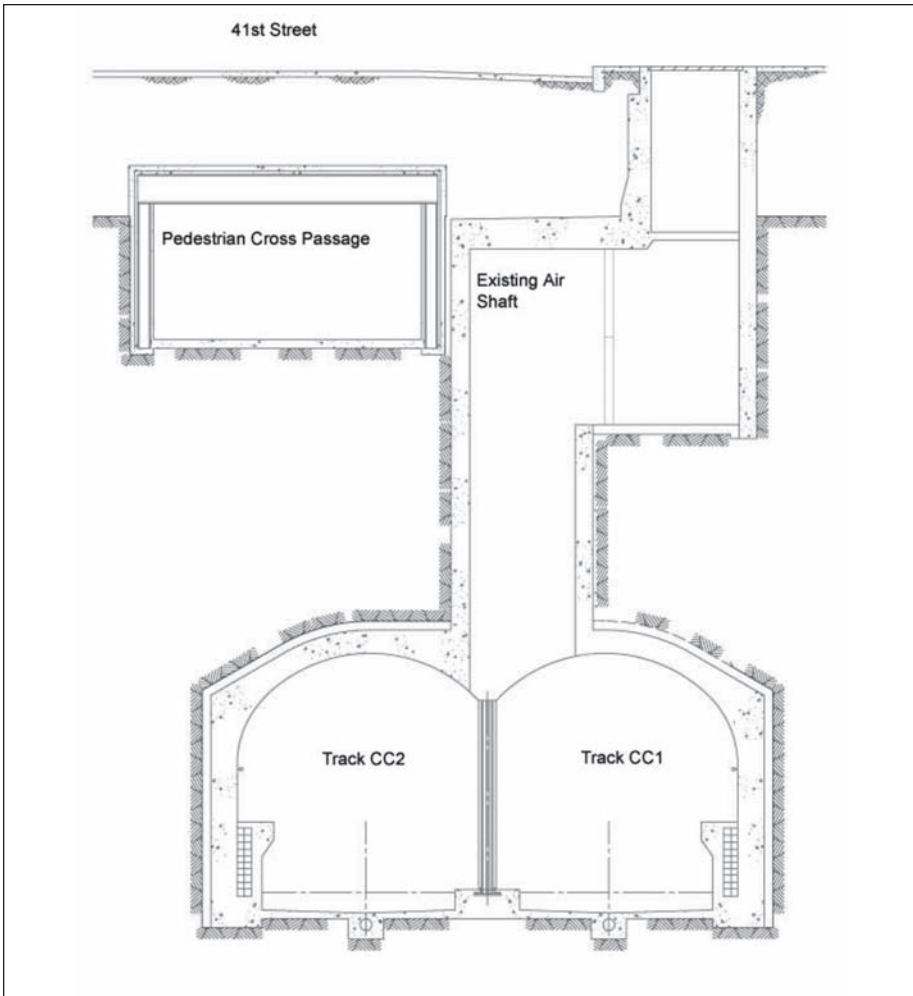 41st Street
Pedestrian Cross Passage
Existing Air
Shaft
Track CC2
Track CC1